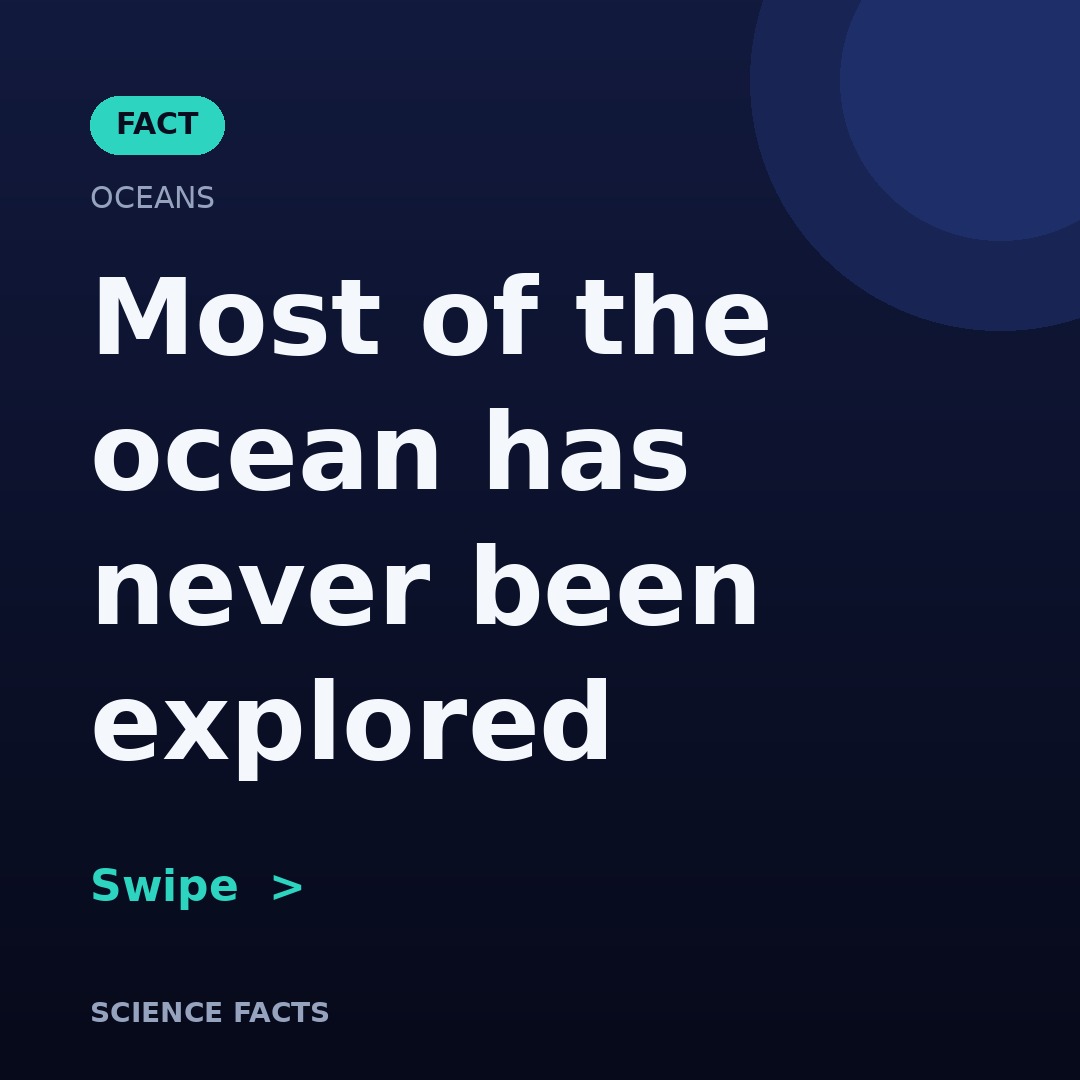 FACT
OCEANS
Most of the
ocean has
never been
explored
Swipe  >
SCIENCE FACTS